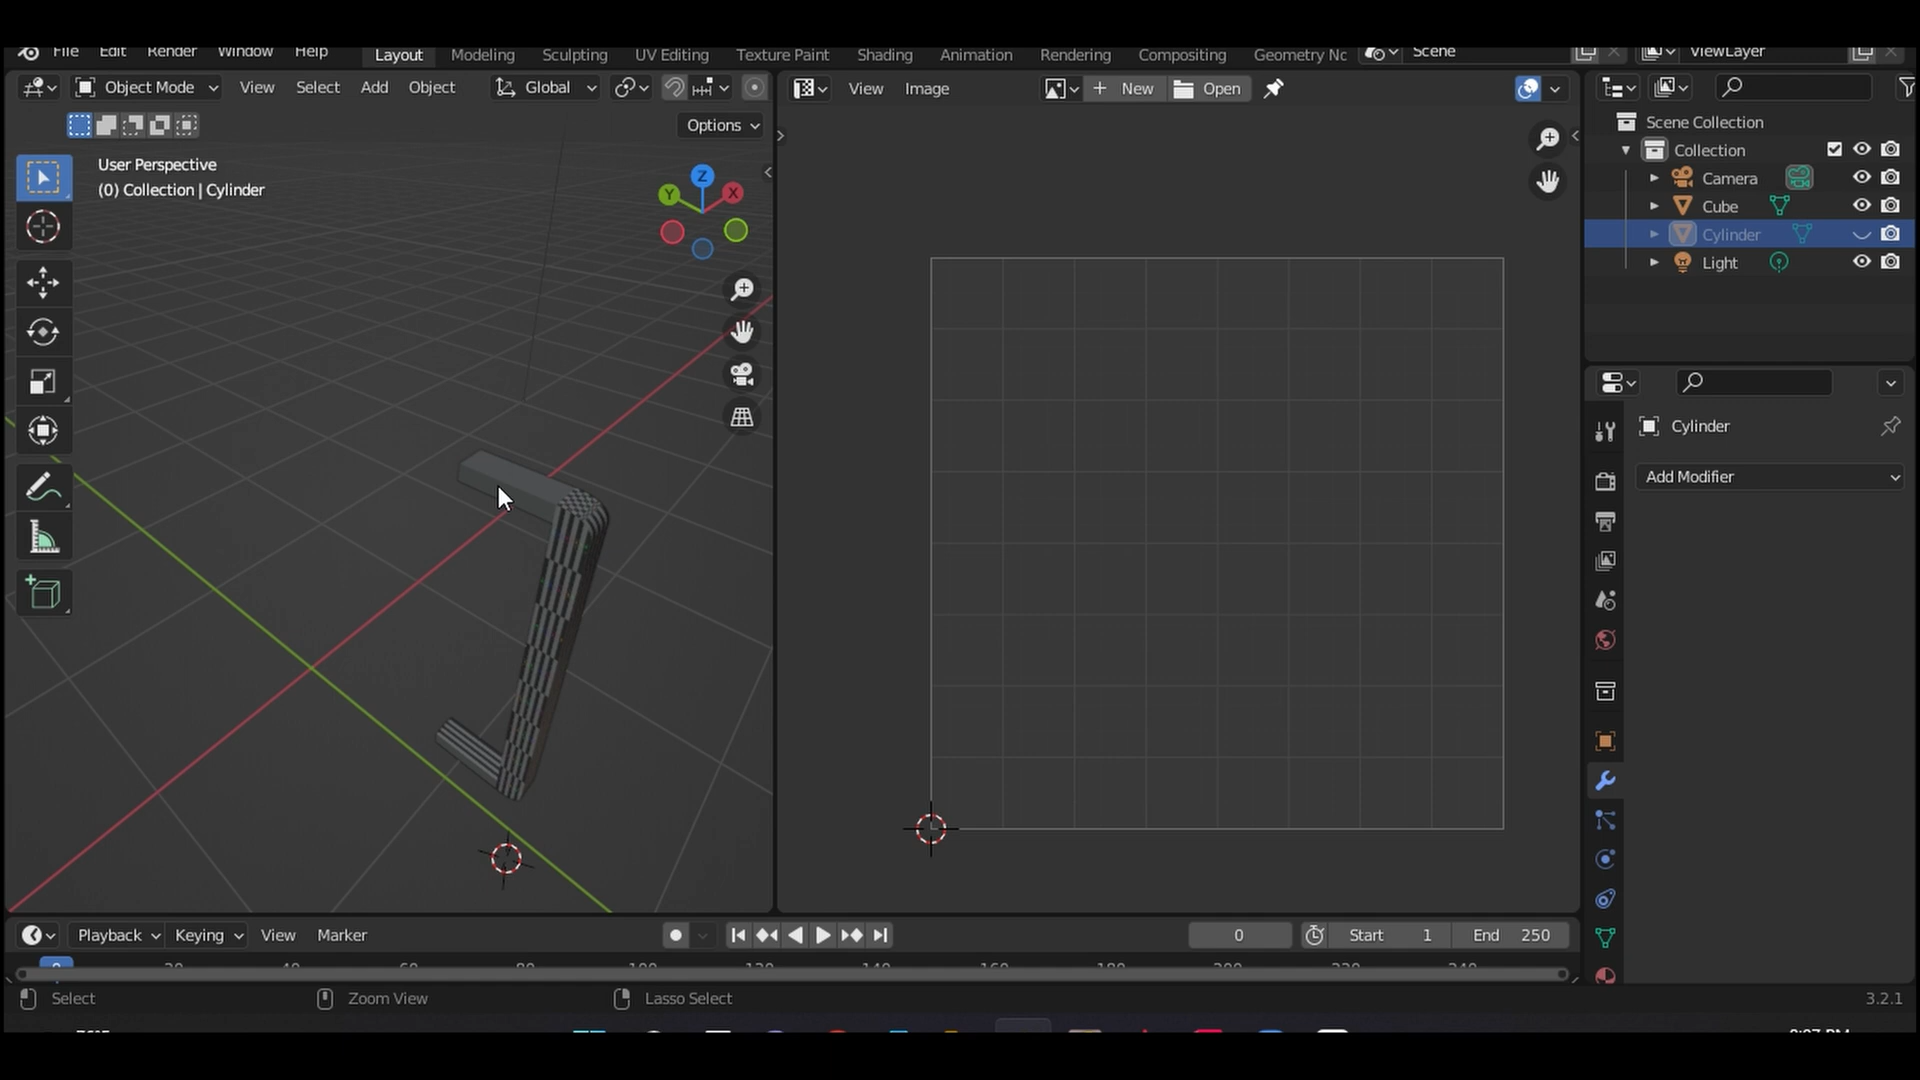 File Edit Render Window Help Layout Modeling Sculpting UV Editing Texture Paint Shading Animation Rendering Compositing Geometry Nc Scene ViewLayer
Object Mode View Select Add Object Global View Image New Open
Options
User Perspective
(0) Collection | Cylinder
Z
Y
X
Scene Collection
Collection
Camera
Cube
Cylinder
Light
Cylinder
Add Modifier
Playback Keying View Marker 0 Start 1 End 250
Select Zoom View Lasso Select 3.2.1